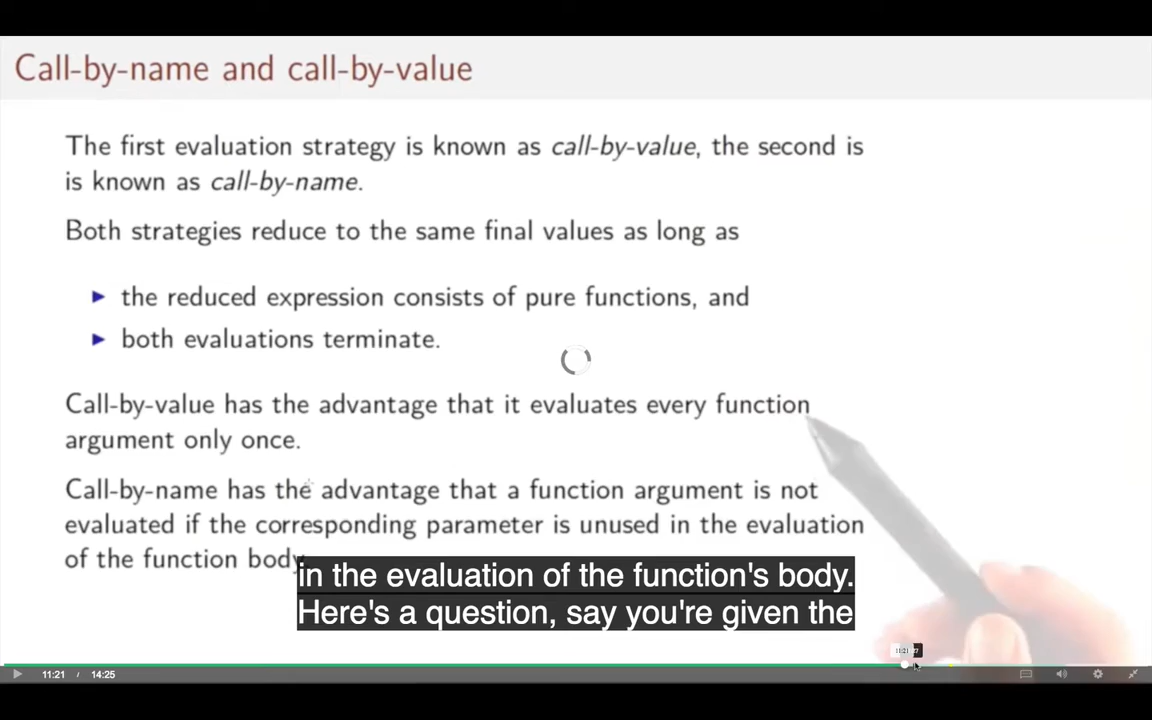 Call-by-name and call-by-value
The first evaluation strategy is known as call-by-value, the second is
is known as call-by-name.
Both strategies reduce to the same final values as long as
the reduced expression consists of pure functions, and
both evaluations terminate.
Call-by-value has the advantage that it evaluates every function
argument only once.
Call-by-name has the advantage that a function argument is not
evaluated if the corresponding parameter is unused in the evaluation
of the function body
in the evaluation of the function's body.
Here's a question, say you're given the
11:21
11:21 / 14:25